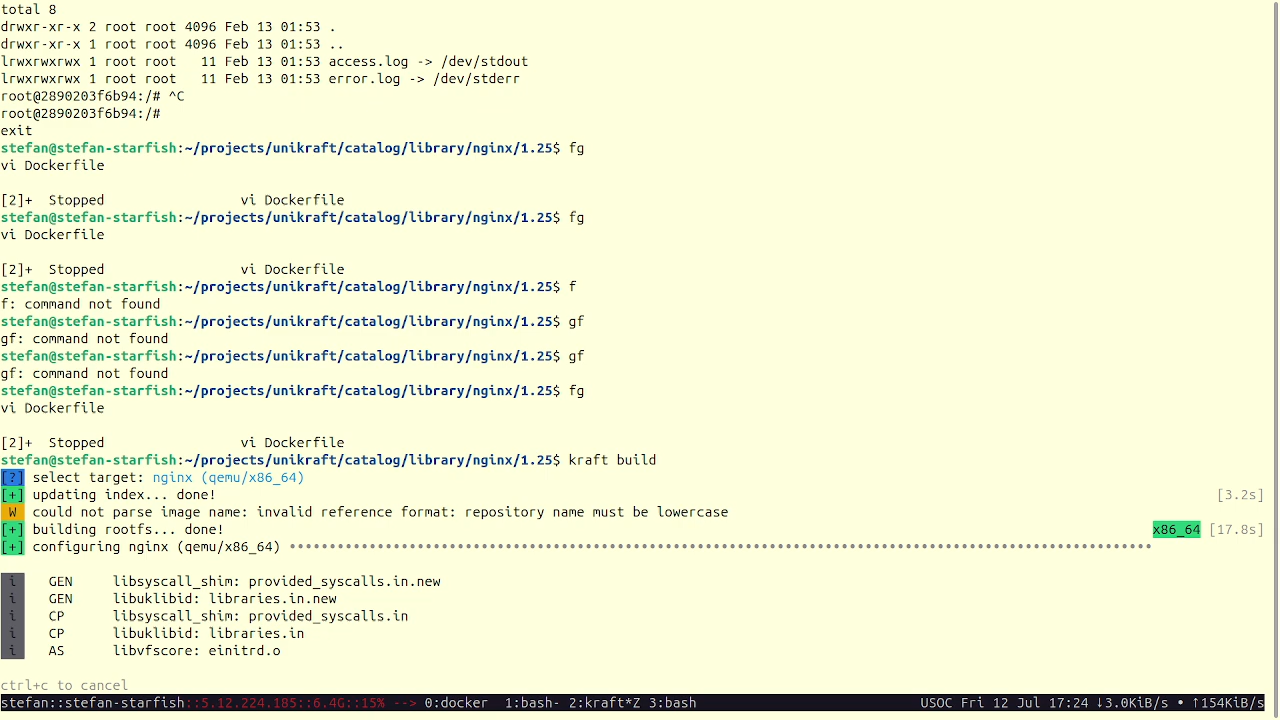 total 8
drwxr-xr-x 2 root root 4096 Feb 13 01:53 .
drwxr-xr-x 1 root root 4096 Feb 13 01:53 ..
lrwxrwxrwx 1 root root   11 Feb 13 01:53 access.log -> /dev/stdout
lrwxrwxrwx 1 root root   11 Feb 13 01:53 error.log -> /dev/stderr
root@2890203f6b94:/# ^C
root@2890203f6b94:/#
exit
stefan@stefan-starfish:~/projects/unikraft/catalog/library/nginx/1.25$ fg
vi Dockerfile
[2]+  Stopped                 vi Dockerfile
stefan@stefan-starfish:~/projects/unikraft/catalog/library/nginx/1.25$ fg
vi Dockerfile
[2]+  Stopped                 vi Dockerfile
stefan@stefan-starfish:~/projects/unikraft/catalog/library/nginx/1.25$ f
f: command not found
stefan@stefan-starfish:~/projects/unikraft/catalog/library/nginx/1.25$ gf
gf: command not found
stefan@stefan-starfish:~/projects/unikraft/catalog/library/nginx/1.25$ gf
gf: command not found
stefan@stefan-starfish:~/projects/unikraft/catalog/library/nginx/1.25$ fg
vi Dockerfile
[2]+  Stopped                 vi Dockerfile
stefan@stefan-starfish:~/projects/unikraft/catalog/library/nginx/1.25$ kraft build
[?] select target: nginx (qemu/x86_64)
[+] updating index... done! [3.2s]
W could not parse image name: invalid reference format: repository name must be lowercase
[+] building rootfs... done! x86_64 [17.8s]
[+] configuring nginx (qemu/x86_64) ••••••••••••••••••••••••••••••••••••••••••••••••••••••••••••••••••••••••••••••••••••••••••••••••••••••••••••
i   GEN     libsyscall_shim: provided_syscalls.in.new
i   GEN     libuklibid: libraries.in.new
i   CP      libsyscall_shim: provided_syscalls.in
i   CP      libuklibid: libraries.in
i   AS      libvfscore: einitrd.o
ctrl+c to cancel
stefan::stefan-starfish::5.12.224.185::6.4G::15% --> 0:docker  1:bash- 2:kraft*Z 3:bash USOC Fri 12 Jul 17:24 ↓3.0KiB/s • ↑154KiB/s